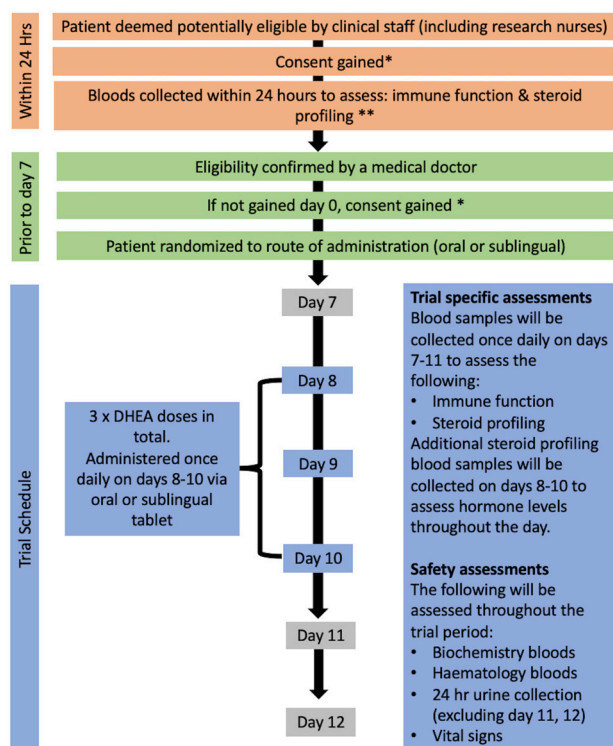 Within 24 Hrs
Patient deemed potentially eligible by clinical staff (including research nurses)
Consent gained*
Bloods collected within 24 hours to assess: immune function & steroid
profiling **
Prior to day 7
Eligibility confirmed by a medical doctor
If not gained day 0, consent gained *
Patient randomized to route of administration (oral or sublingual)
Trial Schedule
Day 7
Day 8
3 x DHEA doses in
total.
Administered once
daily on days 8-10 via
oral or sublingual
tablet
Day 9
Day 10
Day 11
Day 12
Trial specific assessments
Blood samples will be
collected once daily on days
7-11 to assess the
following:
• Immune function
• Steroid profiling
Additional steroid profiling
blood samples will be
collected on days 8-10 to
assess hormone levels
throughout the day.
Safety assessments
The following will be
assessed throughout the
trial period:
• Biochemistry bloods
• Haematology bloods
• 24 hr urine collection
(excluding day 11, 12)
• Vital signs